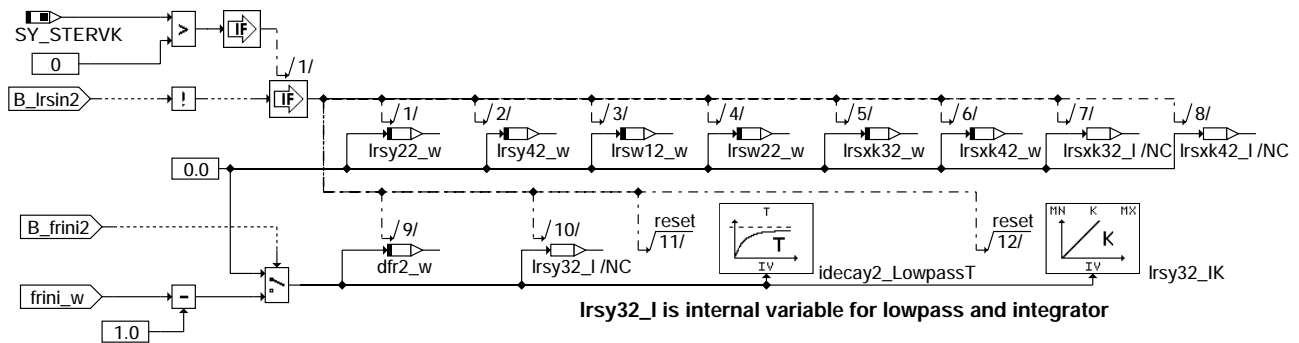 SY_STERVK
>
IF
0
1/
B_lrsin2
!
IF
1/ 2/ 3/ 4/ 5/ 6/ 7/ 8/
lrsy22_w lrsy42_w lrsw12_w lrsw22_w lrsxk32_w lrsxk42_w lrsxk32_l /NC lrsxk42_l /NC
0.0
B_frini2
9/ 10/ reset 11/ reset 12/
T
MN K MX
T
K
dfr2_w lrsy32_l /NC
IV
IV
idecay2_LowpassT lrsy32_IK
frini_w
-
1.0
lrsy32_I is internal variable for lowpass and integrator